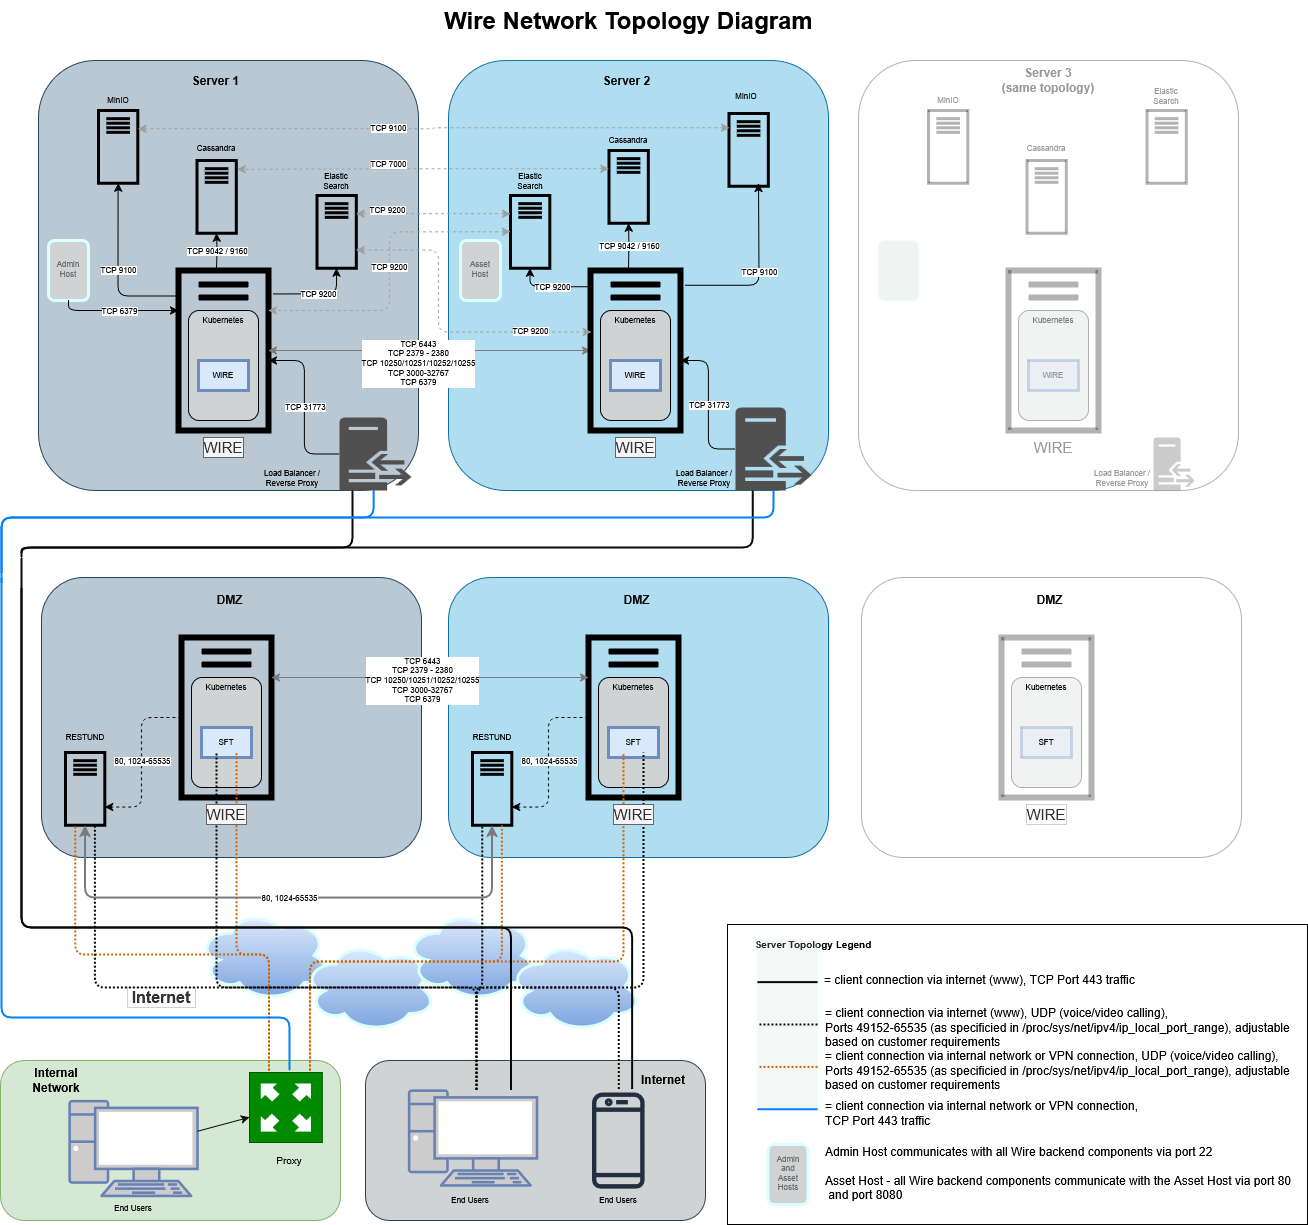 Wire Network Topology Diagram
Server 1
MinIO
Cassandra
Elastic
Search
Admin
Host
TCP 9100
TCP 9042 / 9160
TCP 9200
TCP 6379
Kubernetes
WIRE
WIRE
TCP 31773
Load Balancer /
Reverse Proxy
TCP 9100
TCP 7000
TCP 9200
TCP 9200
TCP 9200
TCP 6443
TCP 2379 - 2380
TCP 10250/10251/10252/10255
TCP 3000-32767
TCP 6379
Server 2
MinIO
Cassandra
Elastic
Search
Asset
Host
TCP 9042 / 9160
TCP 9100
TCP 9200
Kubernetes
WIRE
WIRE
TCP 31773
Load Balancer /
Reverse Proxy
Server 3
(same topology)
MinIO
Elastic
Search
Cassandra
Kubernetes
WIRE
WIRE
Load Balancer /
Reverse Proxy
DMZ
Kubernetes
SFT
WIRE
RESTUND
80, 1024-65535
TCP 6443
TCP 2379 - 2380
TCP 10250/10251/10252/10255
TCP 3000-32767
TCP 6379
DMZ
Kubernetes
SFT
WIRE
RESTUND
80, 1024-65535
DMZ
Kubernetes
SFT
WIRE
80, 1024-65535
Internet
Internal
Network
End Users
Proxy
Internet
End Users
End Users
Server Topology Legend
= client connection via internet (www), TCP Port 443 traffic
= client connection via internet (www), UDP (voice/video calling),
Ports 49152-65535 (as specificied in /proc/sys/net/ipv4/ip_local_port_range), adjustable
based on customer requirements
= client connection via internal network or VPN connection, UDP (voice/video calling),
Ports 49152-65535 (as specificied in /proc/sys/net/ipv4/ip_local_port_range), adjustable
based on customer requirements
= client connection via internal network or VPN connection,
TCP Port 443 traffic
Admin
and
Asset
Hosts
Admin Host communicates with all Wire backend components via port 22
Asset Host - all Wire backend components communicate with the Asset Host via port 80
and port 8080